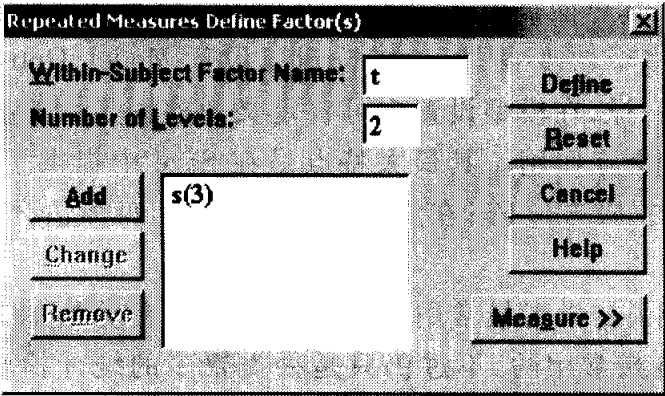 Repeated Measures Define Factor(s)
Within-Subject Factor Name: t
Define
Number of Levels: 2
Reset
Add
s(3)
Cancel
Change
Help
Remove
Measure >>